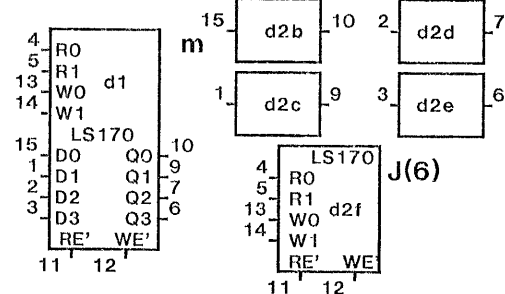 4 R0
5 R1
13 W0
14 W1
d1
LS170
15 D0 Q0 10
1 D1 Q1 9
2 D2 Q2 7
3 D3 Q3 6
RE' WE'
11 12
m
15 d2b 10
2 d2d 7
1 d2c 9
3 d2e 6
LS170
J(6)
4 R0
5 R1
13 W0
14 W1
d2f
RE' WE'
11 12